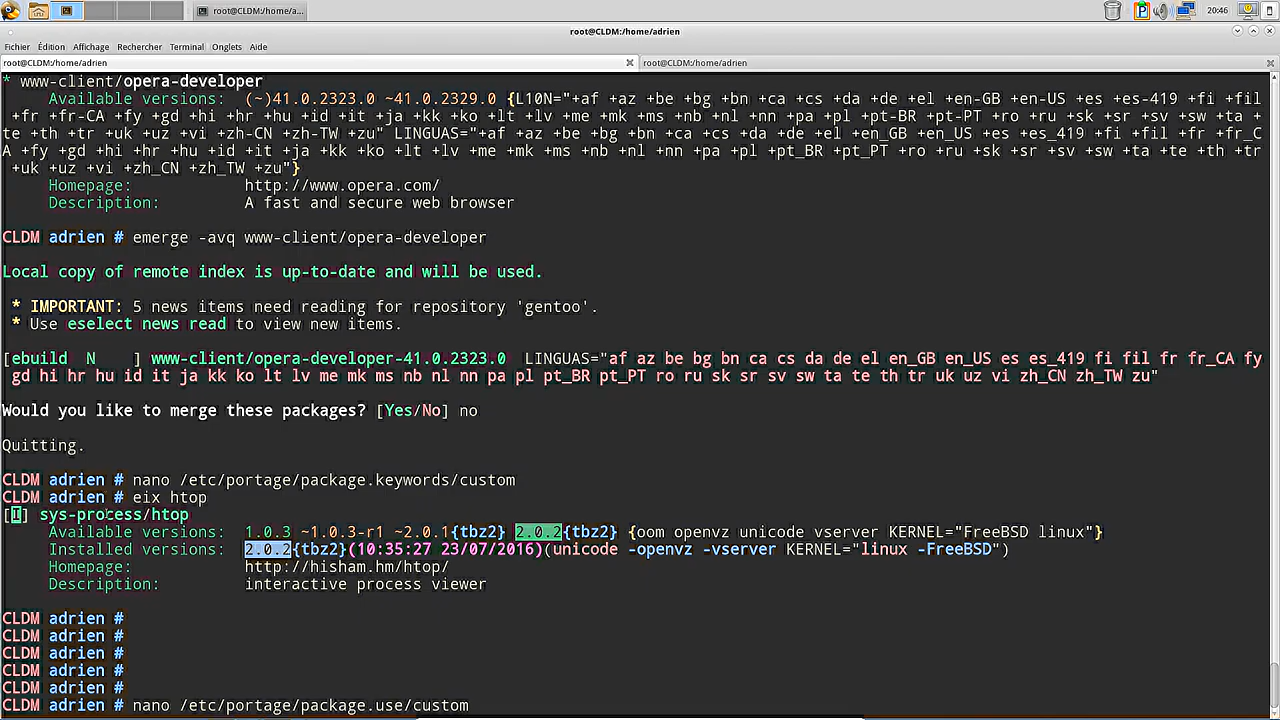 root@CLDM:/home/a...
20:46
root@CLDM:/home/adrien
Fichier Édition Affichage Rechercher Terminal Onglets Aide
root@CLDM:/home/adrien
root@CLDM:/home/adrien
* www-client/opera-developer
Available versions: (~)41.0.2323.0 ~41.0.2329.0 {L10N="+af +az +be +bg +bn +ca +cs +da +de +el +en-GB +en-US +es +es-419 +fi +fil
+fr +fr-CA +fy +gd +hi +hr +hu +id +it +ja +kk +ko +lt +lv +me +mk +ms +nb +nl +nn +pa +pl +pt-BR +pt-PT +ro +ru +sk +sr +sv +sw +ta +
te +th +tr +uk +uz +vi +zh-CN +zh-TW +zu" LINGUAS="+af +az +be +bg +bn +ca +cs +da +de +el +en_GB +en_US +es +es_419 +fi +fil +fr +fr_C
A +fy +gd +hi +hr +hu +id +it +ja +kk +ko +lt +lv +me +mk +ms +nb +nl +nn +pa +pl +pt_BR +pt_PT +ro +ru +sk +sr +sv +sw +ta +te +th +tr
+uk +uz +vi +zh_CN +zh_TW +zu"}
Homepage: http://www.opera.com/
Description: A fast and secure web browser
CLDM adrien # emerge -avq www-client/opera-developer
Local copy of remote index is up-to-date and will be used.
* IMPORTANT: 5 news items need reading for repository 'gentoo'.
* Use eselect news read to view new items.
[ebuild N ] www-client/opera-developer-41.0.2323.0 LINGUAS="af az be bg bn ca cs da de el en_GB en_US es es_419 fi fil fr fr_CA fy
gd hi hr hu id it ja kk ko lt lv me mk ms nb nl nn pa pl pt_BR pt_PT ro ru sk sr sv sw ta te th tr uk uz vi zh_CN zh_TW zu"
Would you like to merge these packages? [Yes/No] no
Quitting.
CLDM adrien # nano /etc/portage/package.keywords/custom
CLDM adrien # eix htop
[I] sys-process/htop
Available versions: 1.0.3 ~1.0.3-r1 ~2.0.1{tbz2} 2.0.2{tbz2} {oom openvz unicode vserver KERNEL="FreeBSD linux"}
Installed versions: 2.0.2{tbz2}(10:35:27 23/07/2016)(unicode -openvz -vserver KERNEL="linux -FreeBSD")
Homepage: http://hisham.hm/htop/
Description: interactive process viewer
CLDM adrien #
CLDM adrien #
CLDM adrien #
CLDM adrien #
CLDM adrien #
CLDM adrien # nano /etc/portage/package.use/custom